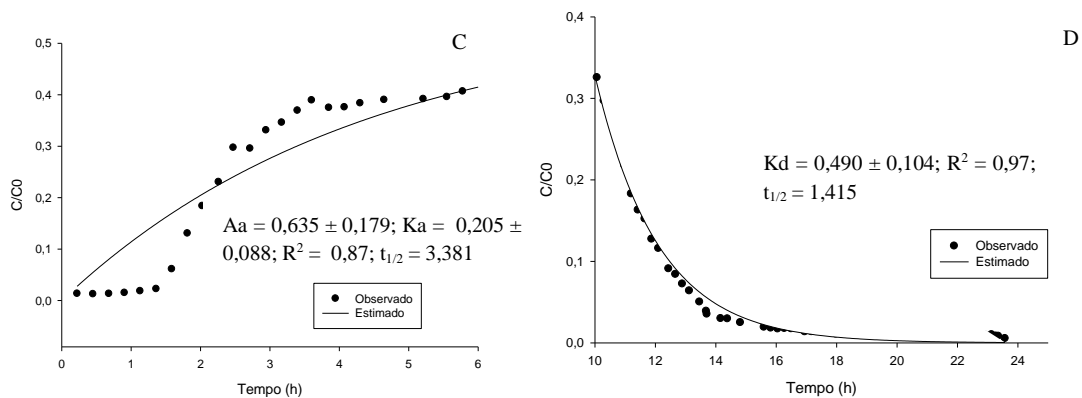 C
0,5
0,4
0,3
0,2
0,1
0,0
C/C0
Aa = 0,635 ± 0,179; Ka = 0,205 ±
0,088; R² = 0,87; t₁/₂ = 3,381
Observado
Estimado
0 1 2 3 4 5 6
Tempo (h)
D
0,4
0,3
0,2
0,1
0,0
C/C0
Kd = 0,490 ± 0,104; R² = 0,97;
t₁/₂ = 1,415
Observado
Estimado
10 12 14 16 18 20 22 24
Tempo (h)